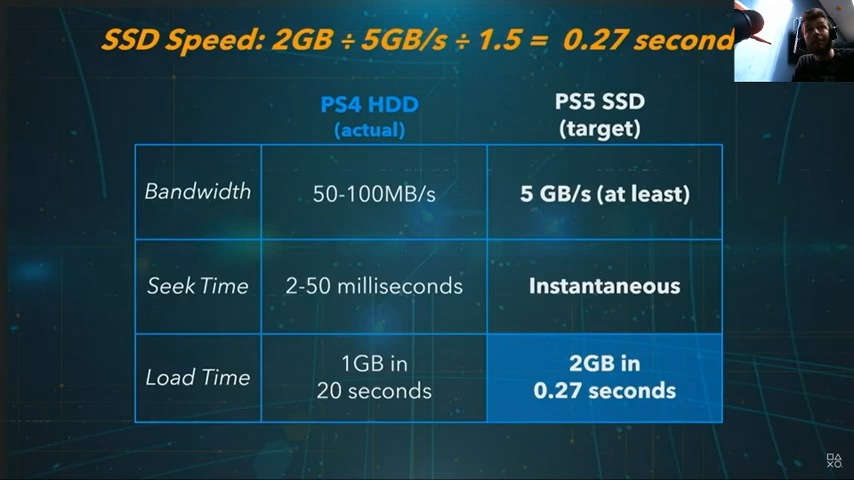 SSD Speed: 2GB ÷ 5GB/s ÷ 1.5 = 0.27 second
PS4 HDD
(actual)
PS5 SSD
(target)
Bandwidth
50-100MB/s
5 GB/s (at least)
Seek Time
2-50 milliseconds
Instantaneous
Load Time
1GB in
20 seconds
2GB in
0.27 seconds